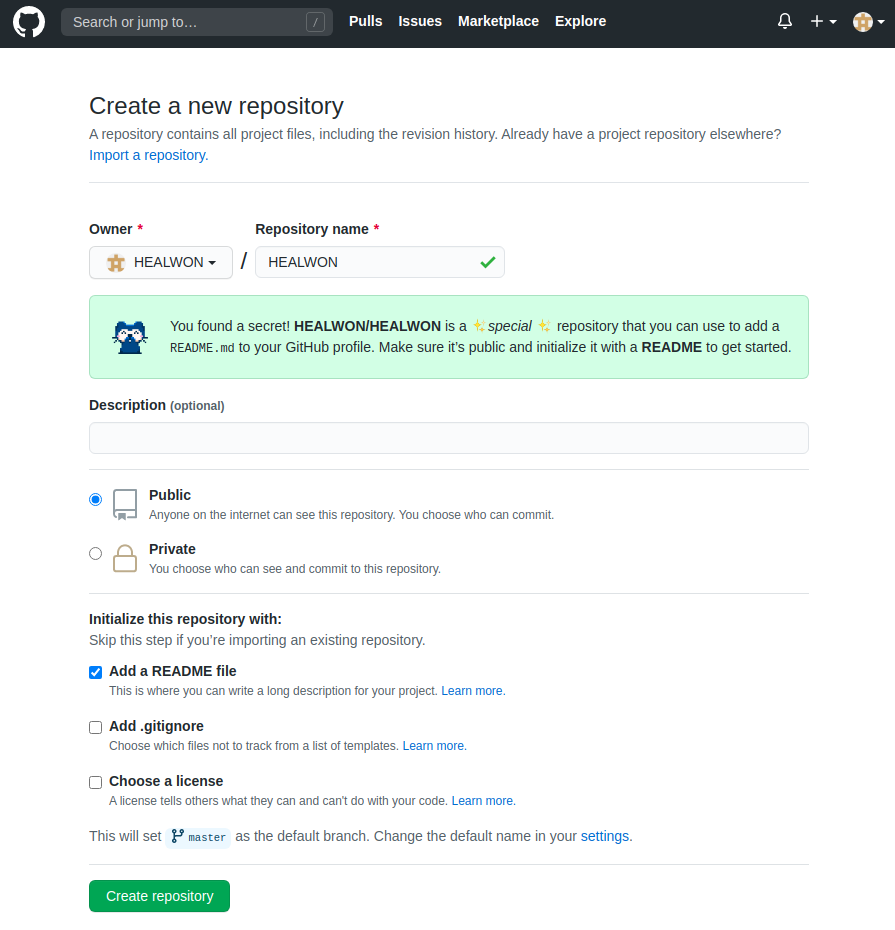 Search or jump to… / Pulls Issues Marketplace Explore
Create a new repository
A repository contains all project files, including the revision history. Already have a project repository elsewhere?
Import a repository.
Owner * Repository name *
HEALWON / HEALWON
You found a secret! HEALWON/HEALWON is a ✨special ✨ repository that you can use to add a
README.md to your GitHub profile. Make sure it’s public and initialize it with a README to get started.
Description (optional)
Public
Anyone on the internet can see this repository. You choose who can commit.
Private
You choose who can see and commit to this repository.
Initialize this repository with:
Skip this step if you’re importing an existing repository.
Add a README file
This is where you can write a long description for your project. Learn more.
Add .gitignore
Choose which files not to track from a list of templates. Learn more.
Choose a license
A license tells others what they can and can't do with your code. Learn more.
This will set master as the default branch. Change the default name in your settings.
Create repository